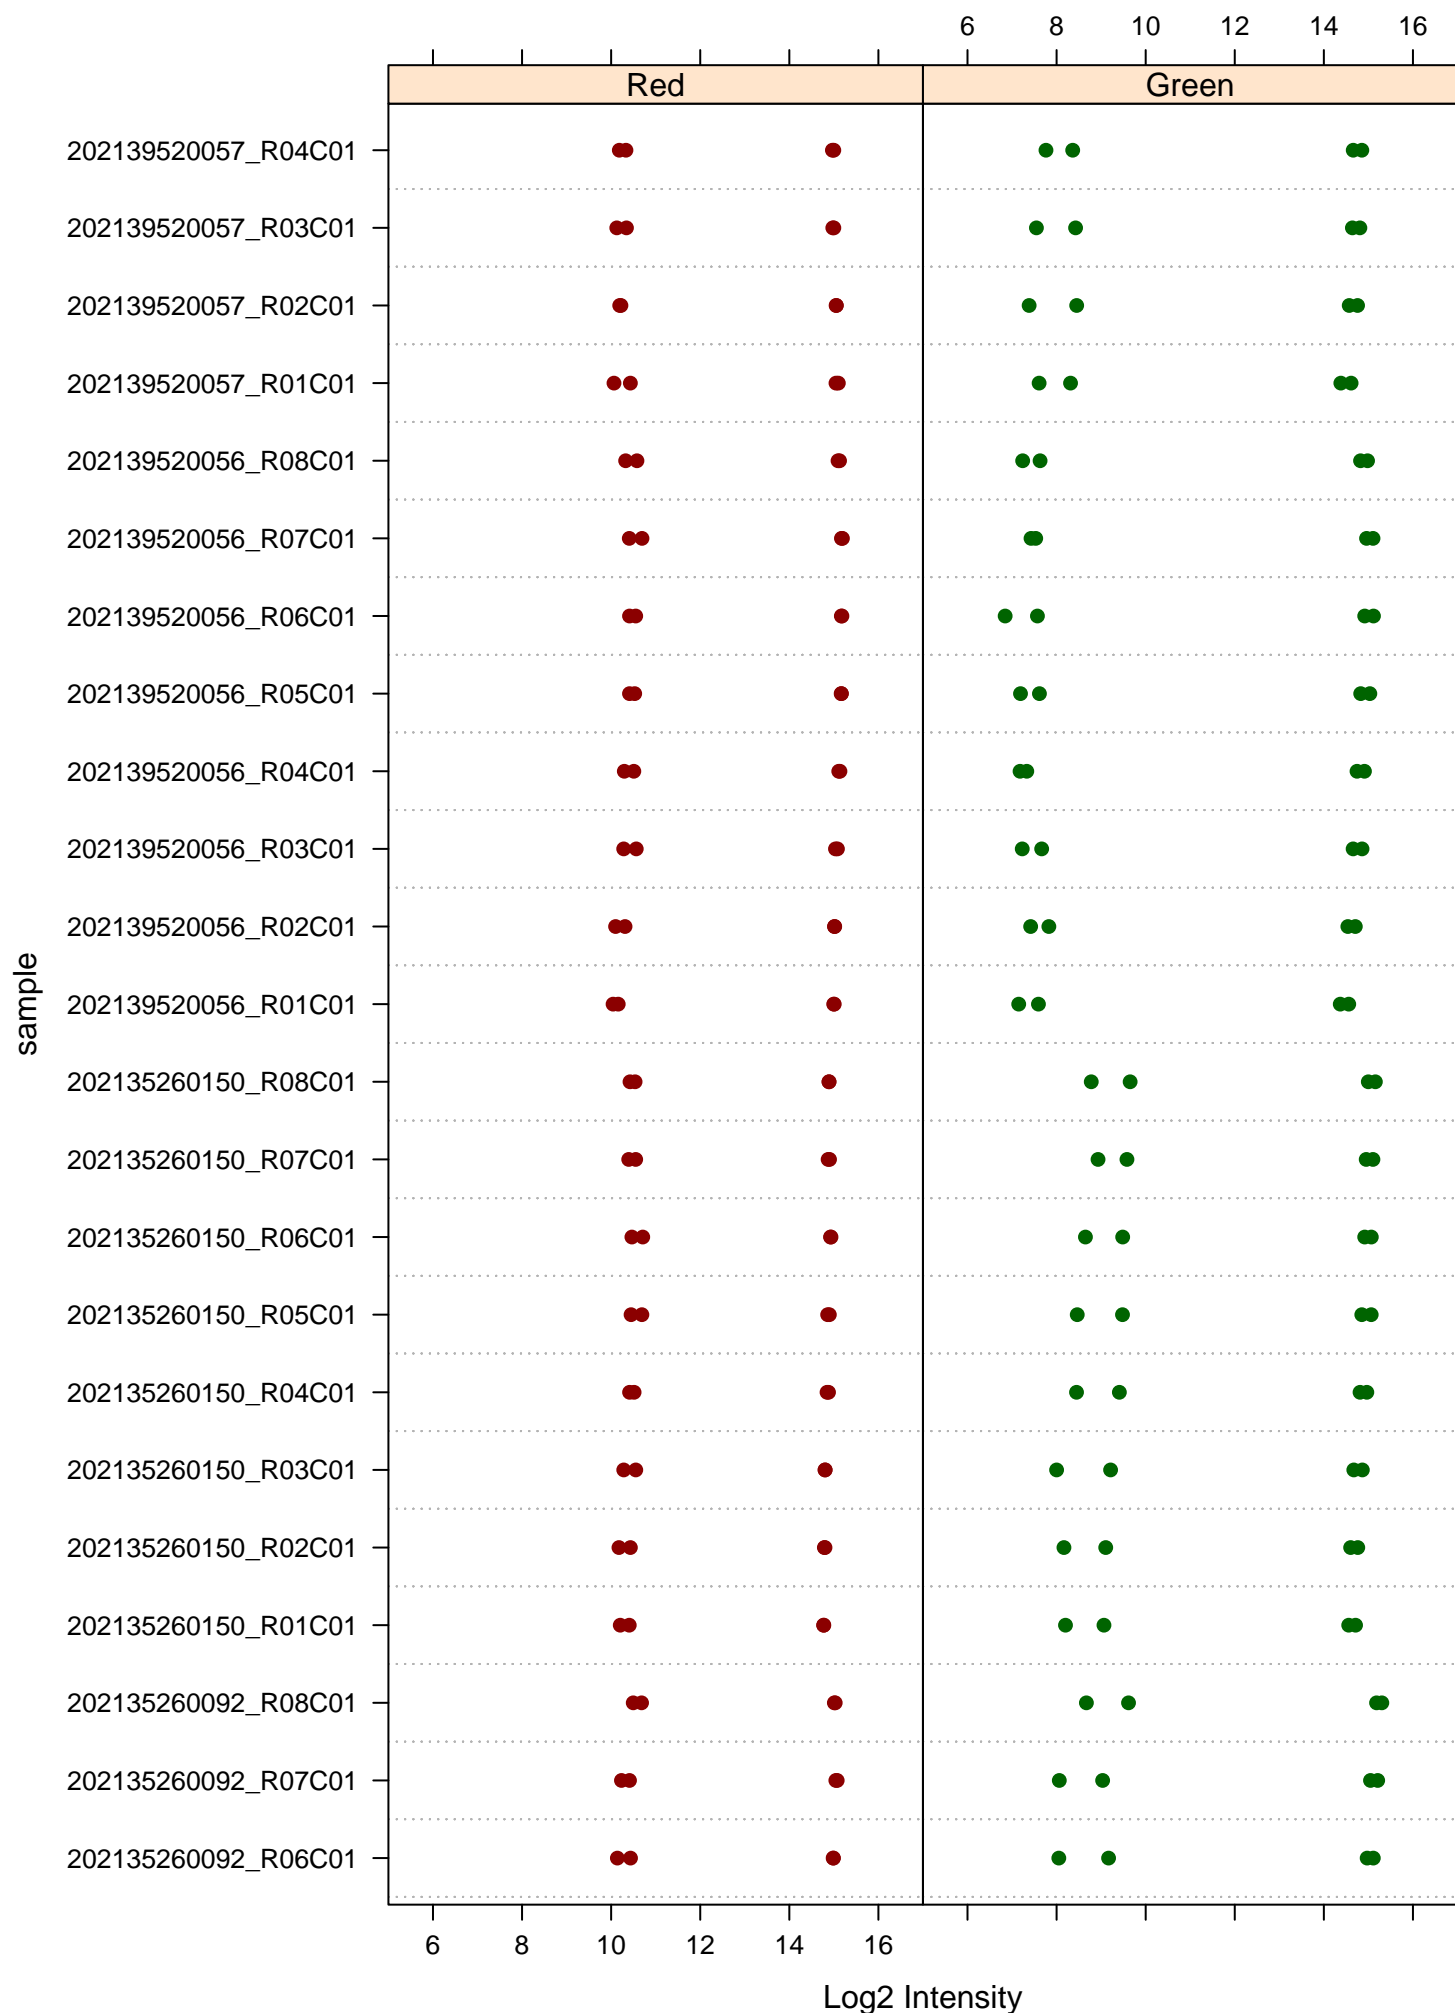 6 8 10 12 14 16
Red Green
202139520057_R04C01
202139520057_R03C01
202139520057_R02C01
202139520057_R01C01
202139520056_R08C01
202139520056_R07C01
202139520056_R06C01
202139520056_R05C01
202139520056_R04C01
202139520056_R03C01
202139520056_R02C01
202139520056_R01C01
202135260150_R08C01
202135260150_R07C01
202135260150_R06C01
202135260150_R05C01
202135260150_R04C01
202135260150_R03C01
202135260150_R02C01
202135260150_R01C01
202135260092_R08C01
202135260092_R07C01
202135260092_R06C01
sample
6 8 10 12 14 16
Log2 Intensity